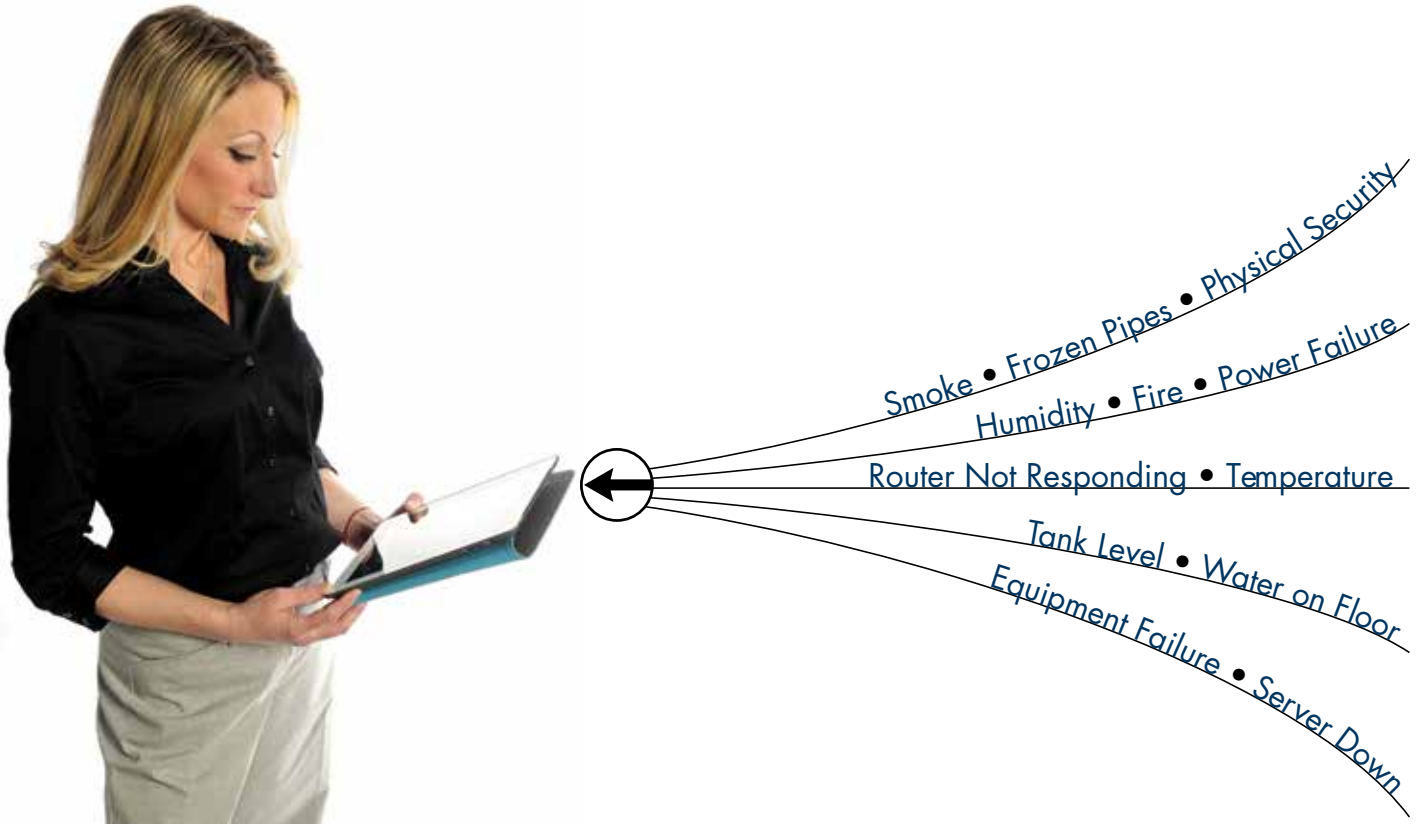 Smoke • Frozen Pipes • Physical Security
Humidity • Fire • Power Failure
Router Not Responding • Temperature
Tank Level • Water on Floor
Equipment Failure • Server Down